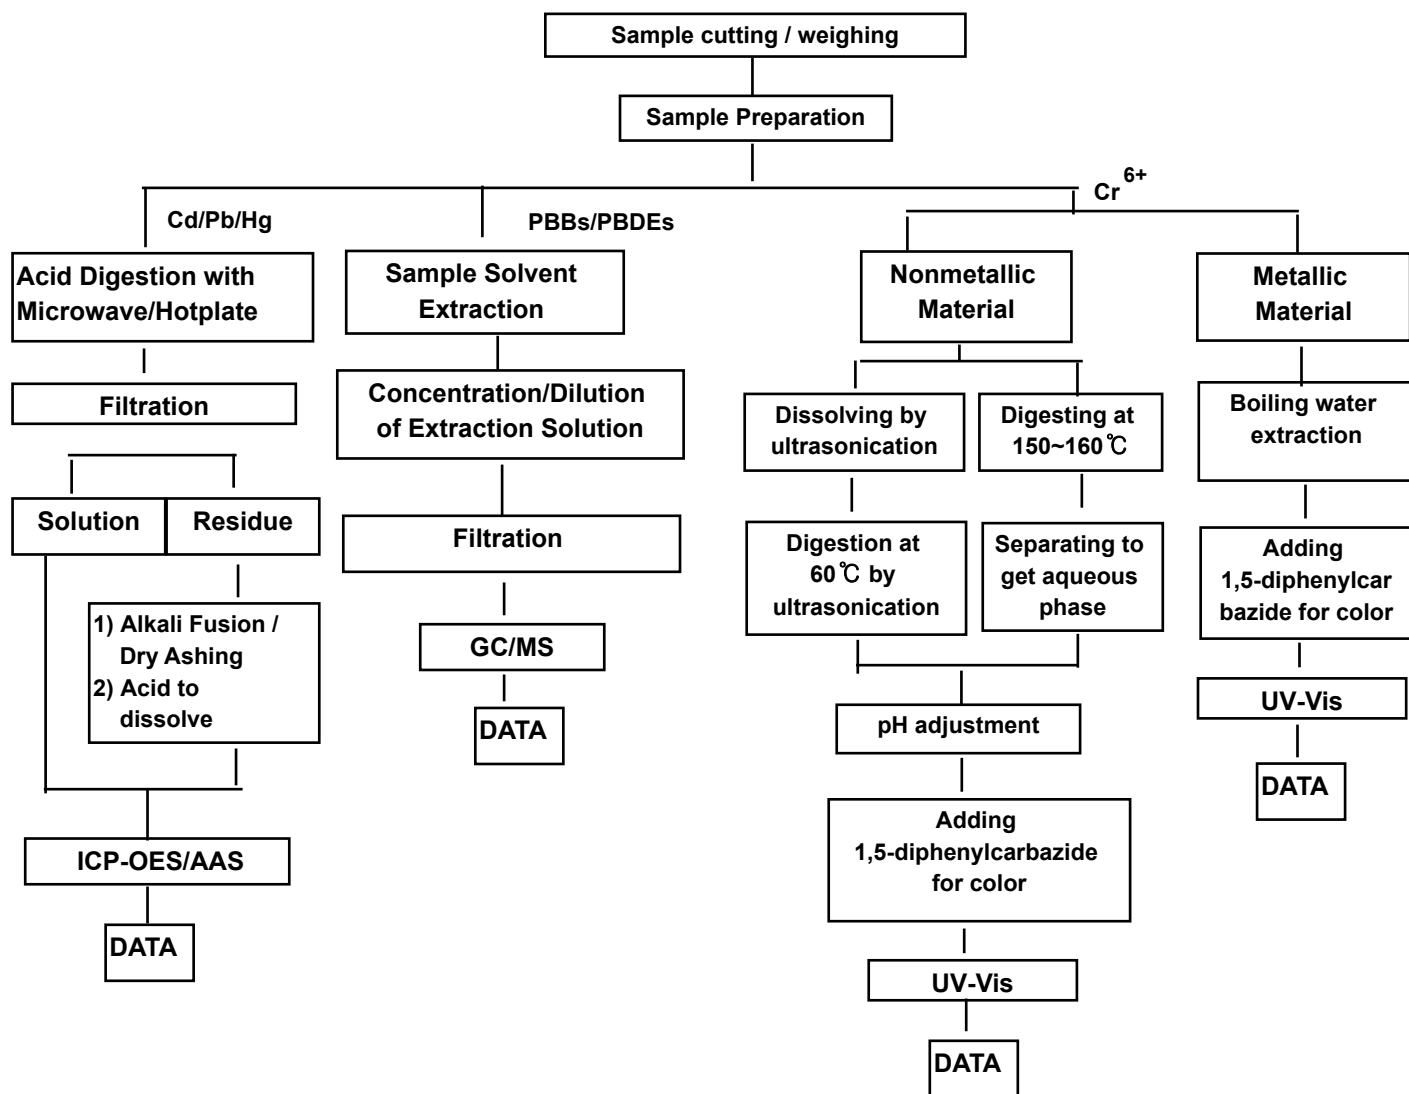 Sample cutting / weighing
Sample Preparation
Cr 6+
Cd/Pb/Hg
PBBs/PBDEs
Acid Digestion with
Microwave/Hotplate
Filtration
Solution
Residue
1) Alkali Fusion /
Dry Ashing
2) Acid to
dissolve
ICP-OES/AAS
DATA
Sample Solvent
Extraction
Concentration/Dilution
of Extraction Solution
Filtration
GC/MS
DATA
Nonmetallic
Material
Dissolving by
ultrasonication
Digestion at
60℃ by
ultrasonication
Digesting at
150~160℃
Separating to
get aqueous
phase
pH adjustment
Adding
1,5-diphenylcarbazide
for color
UV-Vis
DATA
Metallic
Material
Boiling water
extraction
Adding
1,5-diphenylcar
bazide for color
UV-Vis
DATA